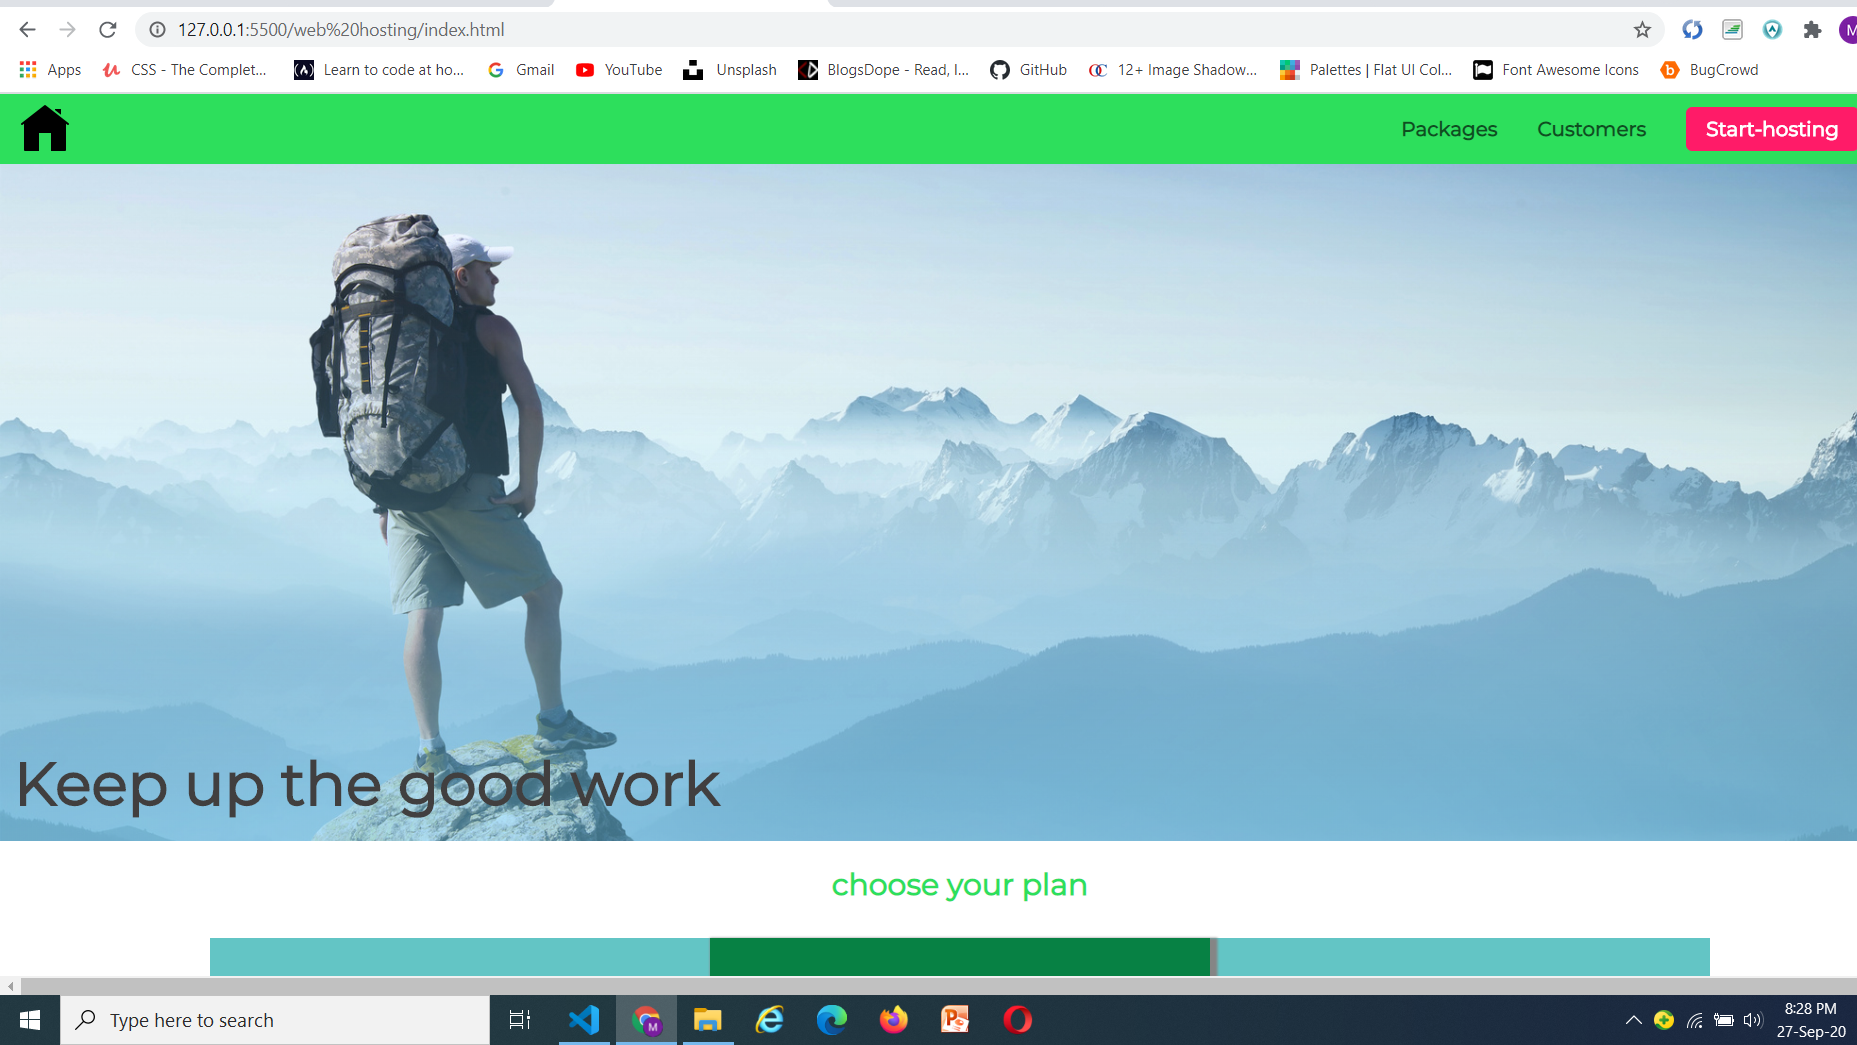 127.0.0.1:5500/web%20hosting/index.html
M
Apps
CSS - The Complet...
Learn to code at ho...
Gmail
YouTube
Unsplash
BlogsDope - Read, I...
GitHub
12+ Image Shadow...
Palettes | Flat UI Col...
Font Awesome Icons
BugCrowd
Packages
Customers
Start-hosting
Keep up the good work
choose your plan
Type here to search
M
8:28 PM
27-Sep-20